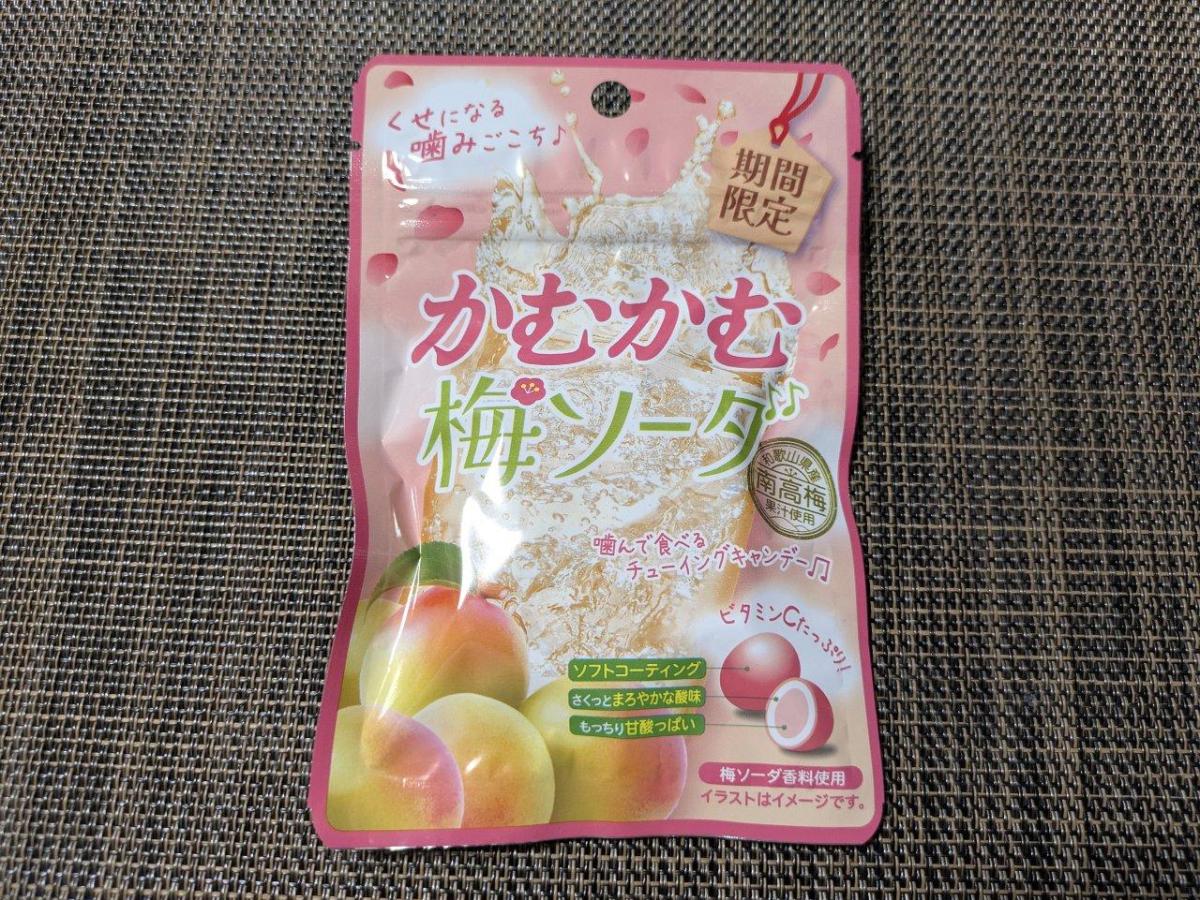 くせになる
噛みごこち♪
期間
限定
かむかむ
梅ソーダ♪♪
和歌山県産
南高梅
果汁使用
噛んで食べる
チューイングキャンデー♫
ビタミンCたっぷり!
ソフトコーティング
さくっとまろやかな酸味
もっちり甘酸っぱい
梅ソーダ香料使用
イラストはイメージです。